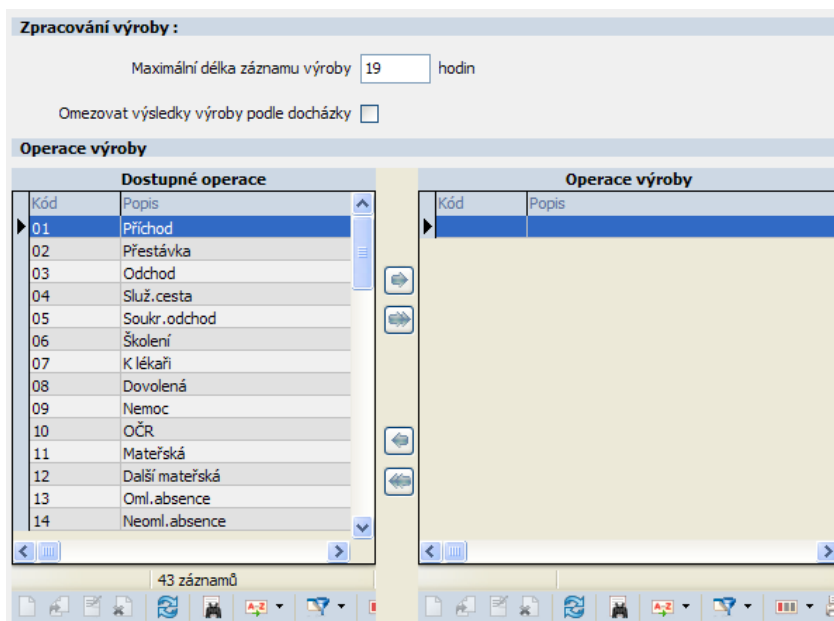 Zpracování výroby :
Maximální délka záznamu výroby 19 hodin
Omezovat výsledky výroby podle docházky
Operace výroby
Dostupné operace
Kód Popis
01 Příchod
02 Přestávka
03 Odchod
04 Služ.cesta
05 Soukr.odchod
06 Školení
07 K lékaři
08 Dovolená
09 Nemoc
10 OČR
11 Mateřská
12 Další mateřská
13 Oml.absence
14 Neoml.absence
43 záznamů
A-Z
Operace výroby
Kód Popis
A-Z